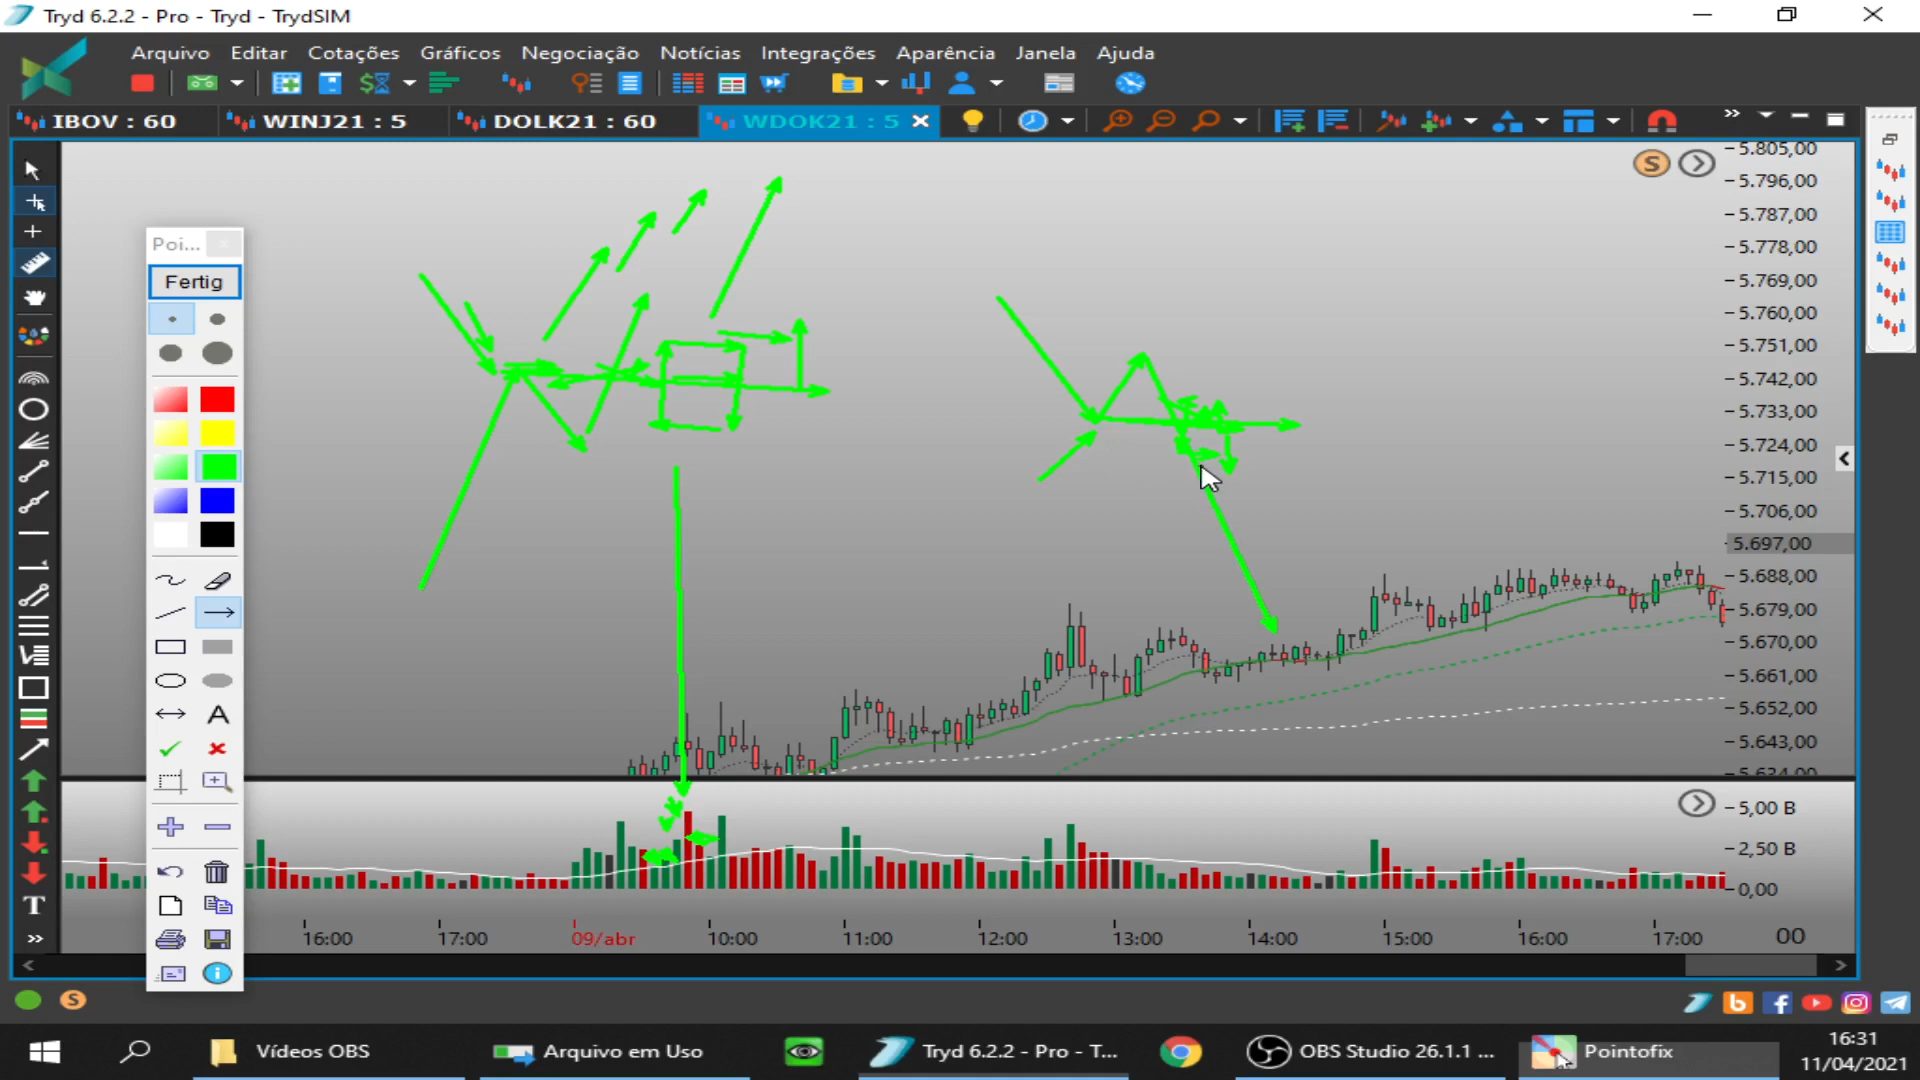 Tryd 6.2.2 - Pro - Tryd - TrydSIM
Arquivo Editar Cotações Gráficos Negociação Notícias Integrações Aparência Janela Ajuda
IBOV : 60 WINJ21 : 5 DOLK21 : 60 WDOK21 : 5
Poi...
Fertig
A
T
S
5.805,00
5.796,00
5.787,00
5.778,00
5.769,00
5.760,00
5.751,00
5.742,00
5.733,00
5.724,00
5.715,00
5.706,00
5.697,00
5.688,00
5.679,00
5.670,00
5.661,00
5.652,00
5.643,00
5.634,00
5,00 B
2,50 B
0,00
16:00 17:00 09/abr 10:00 11:00 12:00 13:00 14:00 15:00 16:00 17:00 00
S
Vídeos OBS Arquivo em Uso Tryd 6.2.2 - Pro - T... OBS Studio 26.1.1 ... Pointofix
16:31
11/04/2021